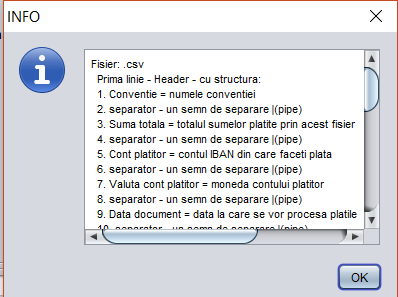 INFO
Fisier: .csv
Prima linie - Header - cu structura:
1. Conventie = numele conventiei
2. separator - un semn de separare |(pipe)
3. Suma totala = totalul sumelor platite prin acest fisier
4. separator - un semn de separare |(pipe)
5. Cont platitor = contul IBAN din care faceti plata
6. separator - un semn de separare |(pipe)
7. Valuta cont platitor = moneda contului platitor
8. separator - un semn de separare |(pipe)
9. Data document = data la care se vor procesa platile
10. separator - un semn de separare |(pipe)
OK